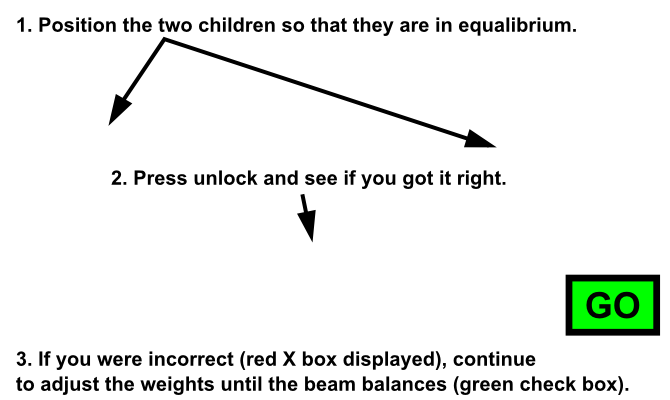 1. Position the two children so that they are in equalibrium.
2. Press unlock and see if you got it right.
GO
3. If you were incorrect (red X box displayed), continue
to adjust the weights until the beam balances (green check box).